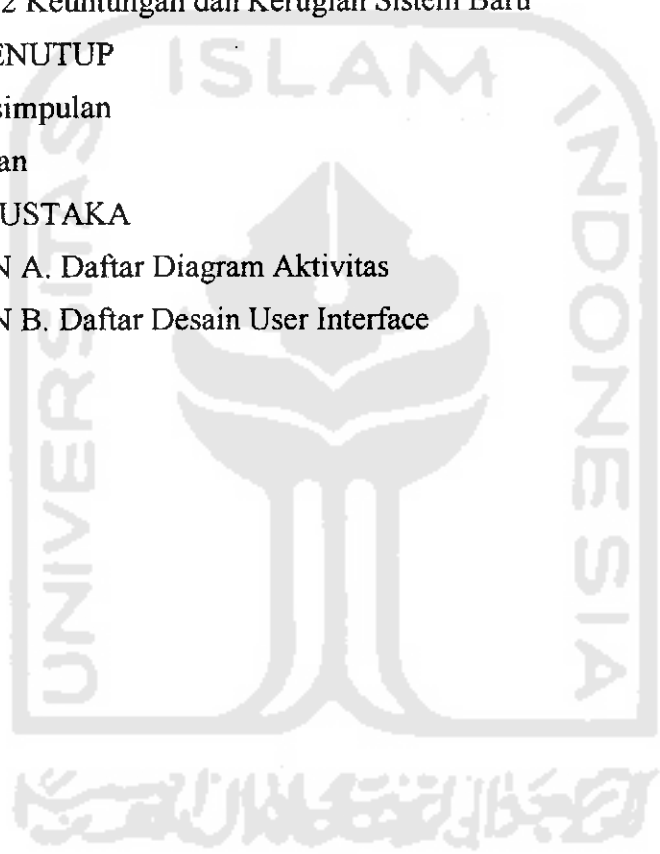 2 Keuntungan dan Kerugian Sistem Baru
ENUTUP
simpulan
an
USTAKA
N A. Daftar Diagram Aktivitas
N B. Daftar Desain User Interface
UNIVERSITAS
ISLAM
INDONESIA